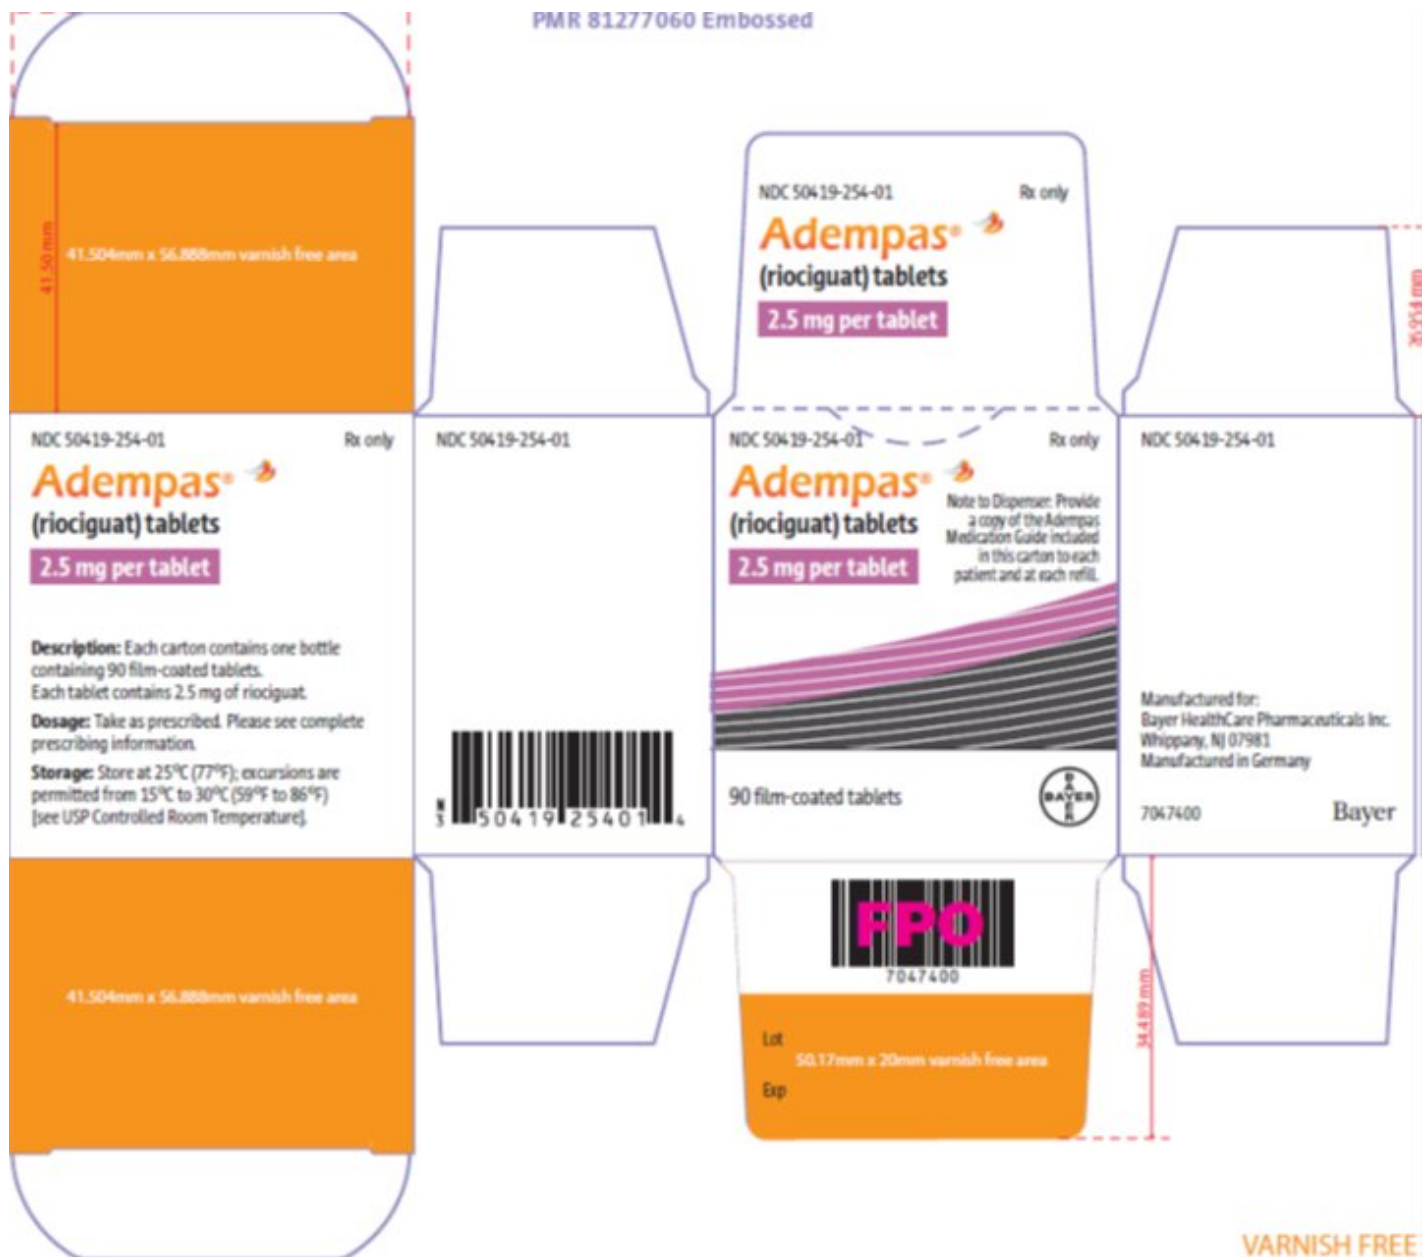 PMR 81277060 Embossed
41.50mm
41.504mm x 56.888mm varnish free area
NDC 50419-254-01 Rx only
Adempas®
(riociguat) tablets
2.5 mg per tablet
26.954 mm
NDC 50419-254-01 Rx only
Adempas®
(riociguat) tablets
2.5 mg per tablet
Description: Each carton contains one bottle
containing 90 film-coated tablets.
Each tablet contains 2.5 mg of riociguat.
Dosage: Take as prescribed. Please see complete
prescribing information.
Storage: Store at 25°C (77°F); excursions are
permitted from 15°C to 30°C (59°F to 86°F)
[see USP Controlled Room Temperature].
NDC 50419-254-01
N
3 50419 25401 4
NDC 50419-254-01 Rx only
Adempas®
(riociguat) tablets
2.5 mg per tablet
Note to Dispenser: Provide
a copy of the Adempas
Medication Guide included
in this carton to each
patient and at each refill.
90 film-coated tablets
BAYER
BAYER
NDC 50419-254-01
Manufactured for:
Bayer HealthCare Pharmaceuticals Inc.
Whippany, NJ 07981
Manufactured in Germany
7047400 Bayer
41.504mm x 56.888mm varnish free area
FPO
7047400
Lot
50.17mm x 20mm varnish free area
Exp
34.489 mm
VARNISH FREE